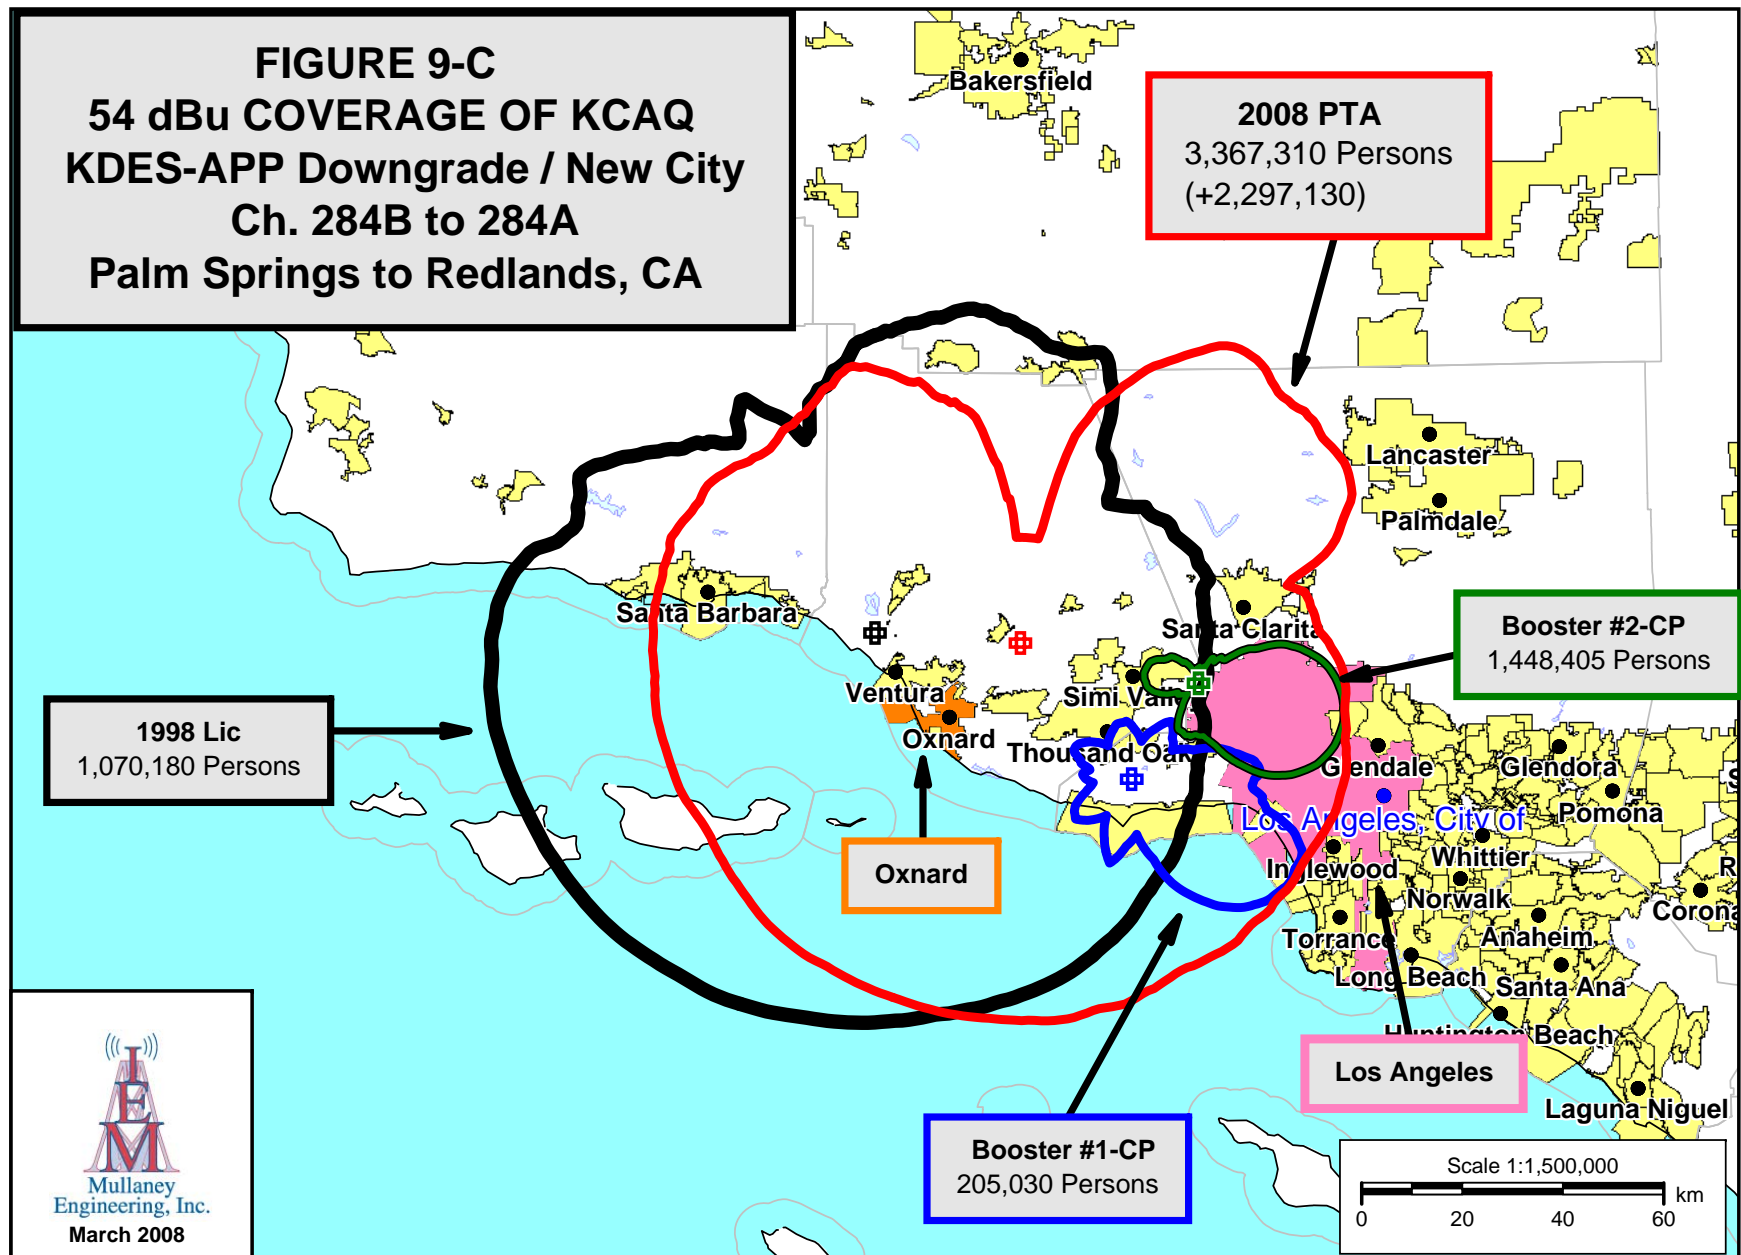 FIGURE 9-C
54 dBu COVERAGE OF KCAQ
KDES-APP Downgrade / New City
Ch. 284B to 284A
Palm Springs to Redlands, CA
Bakersfield
2008 PTA
3,367,310 Persons
(+2,297,130)
Lancaster
Palmdale
Santa Barbara
Santa Clarita
Booster #2-CP
1,448,405 Persons
Ventura
Simi Valle
Oxnard
Thousand Oak
1998 Lic
1,070,180 Persons
Glendale
Glendora
Pomona
Los Angeles, City of
Inglewood
Whittier
R
Norwalk
Corona
Oxnard
Torrance
Anaheim
Long Beach
Santa Ana
Huntington Beach
Los Angeles
Laguna Niguel
Booster #1-CP
205,030 Persons
IEM
Mullaney
Engineering, Inc.
March 2008
Scale 1:1,500,000
km
0 20 40 60